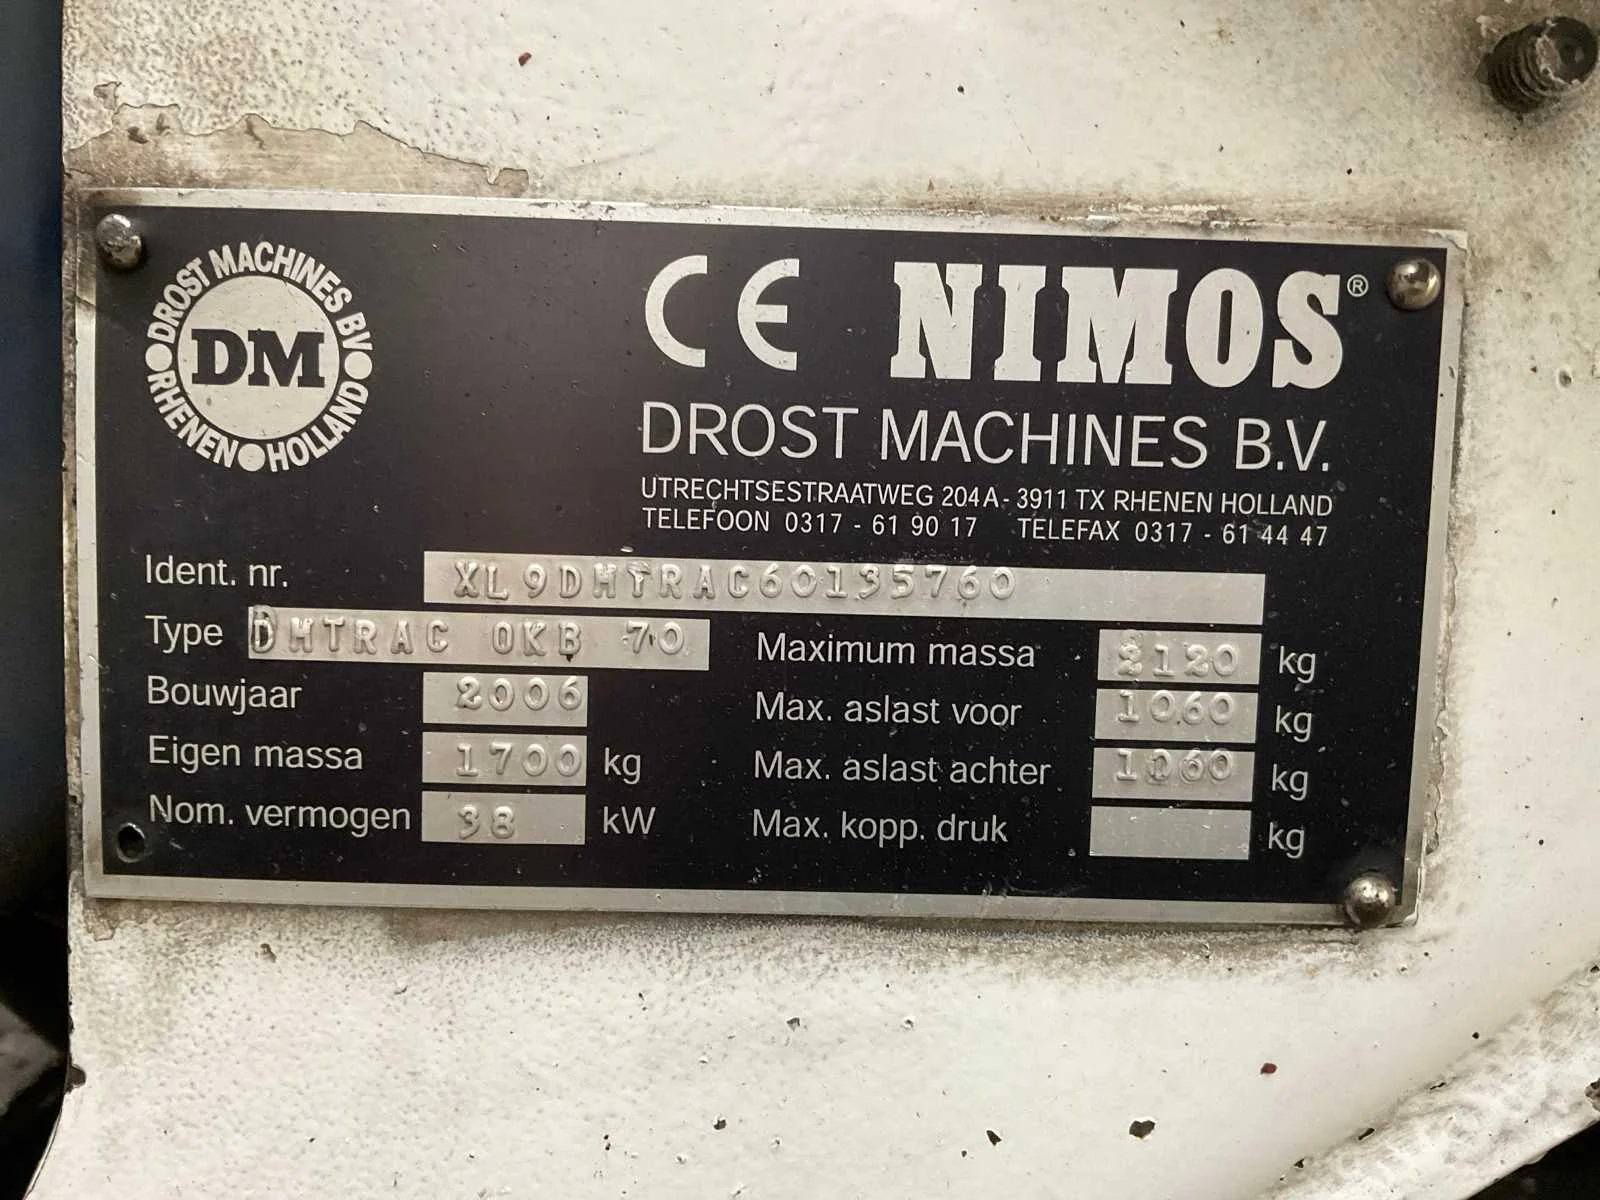 DROST MACHINES BV
RHENEN HOLLAND
DM
CE NIMOS®
DROST MACHINES B.V.
UTRECHTSESTRAATWEG 204A - 3911 TX RHENEN HOLLAND
TELEFOON 0317 - 61 90 17 TELEFAX 0317 - 61 44 47
Ident. nr. XL9DMTRAC60135760
Type DMTRAC OKB 70
Bouwjaar 2006
Eigen massa 1700 kg
Nom. vermogen 38 kW
Maximum massa 2120 kg
Max. aslast voor 1060 kg
Max. aslast achter 1060 kg
Max. kopp. druk kg